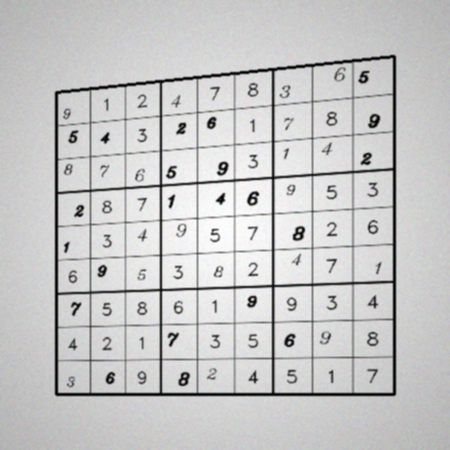 9 1 2 4 7 8 3 6 5
5 4 3 2 6 1 7 8 9
8 7 6 5 9 3 1 4 2
2 8 7 1 4 6 9 5 3
1 3 4 9 5 7 8 2 6
6 9 5 3 8 2 4 7 1
7 5 8 6 1 9 9 3 4
4 2 1 7 3 5 6 9 8
3 6 9 8 2 4 5 1 7